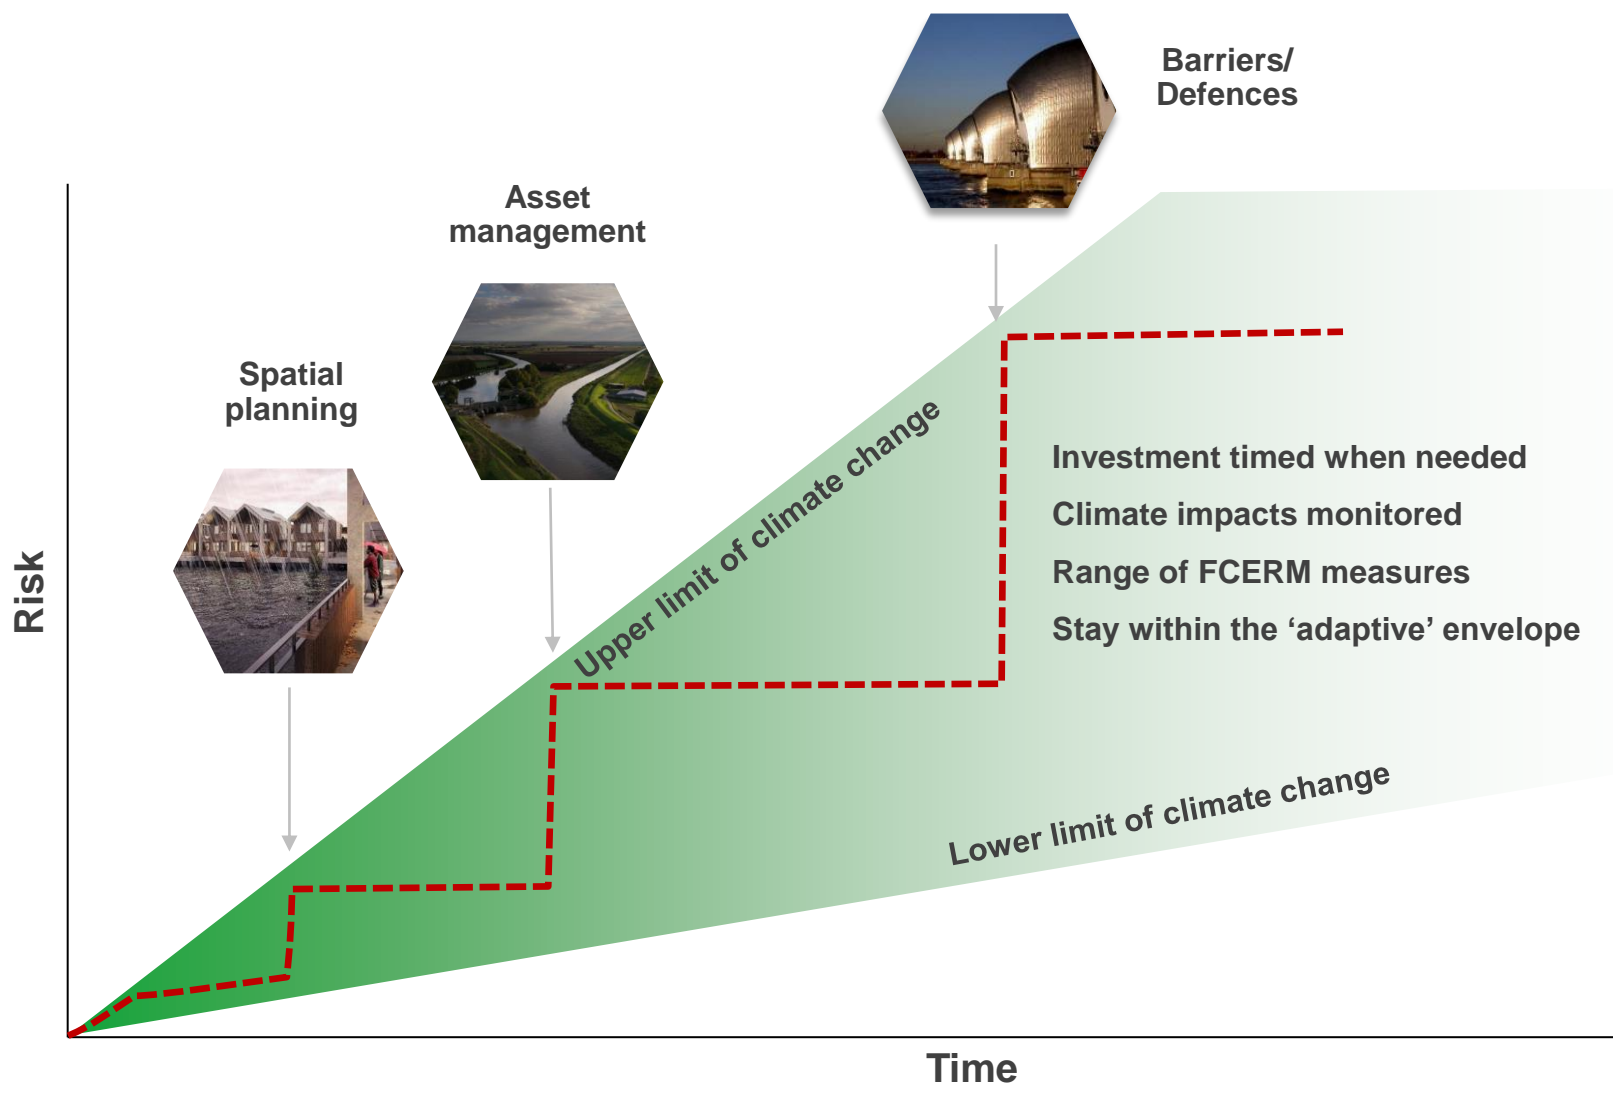 Barriers/
Defences
Asset
management
Spatial
planning
Upper limit of climate change
Investment timed when needed
Climate impacts monitored
Range of FCERM measures
Stay within the ‘adaptive’ envelope
Lower limit of climate change
Risk
Time